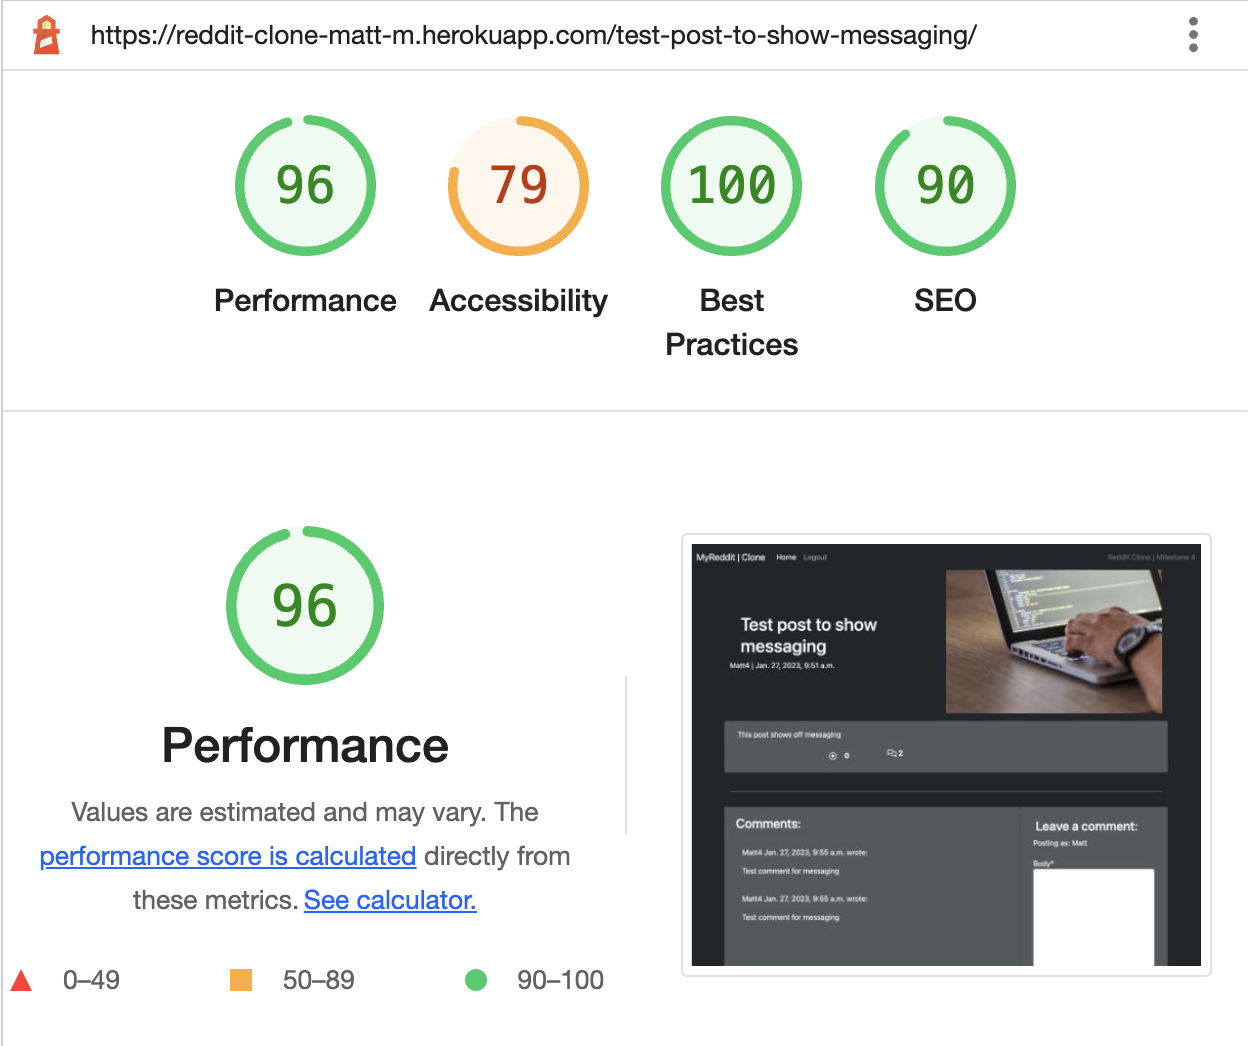 https://reddit-clone-matt-m.herokuapp.com/test-post-to-show-messaging/
96
79
100
90
Performance
Accessibility
Best
Practices
SEO
96
Performance
Values are estimated and may vary. The
performance score is calculated directly from
these metrics. See calculator.
0–49
50–89
90–100
MyReddit | Clone Home Logout
Reddit Clone | Milestone 4
Test post to show
messaging
Matt4 | Jan. 27, 2023, 9:51 a.m.
This post shows off messaging
0
2
Comments:
Matt4 Jan. 27, 2023, 9:55 a.m. wrote:
Test comment for messaging
Matt4 Jan. 27, 2023, 9:55 a.m. wrote:
Test comment for messaging
Leave a comment:
Posting as: Matt
Body*